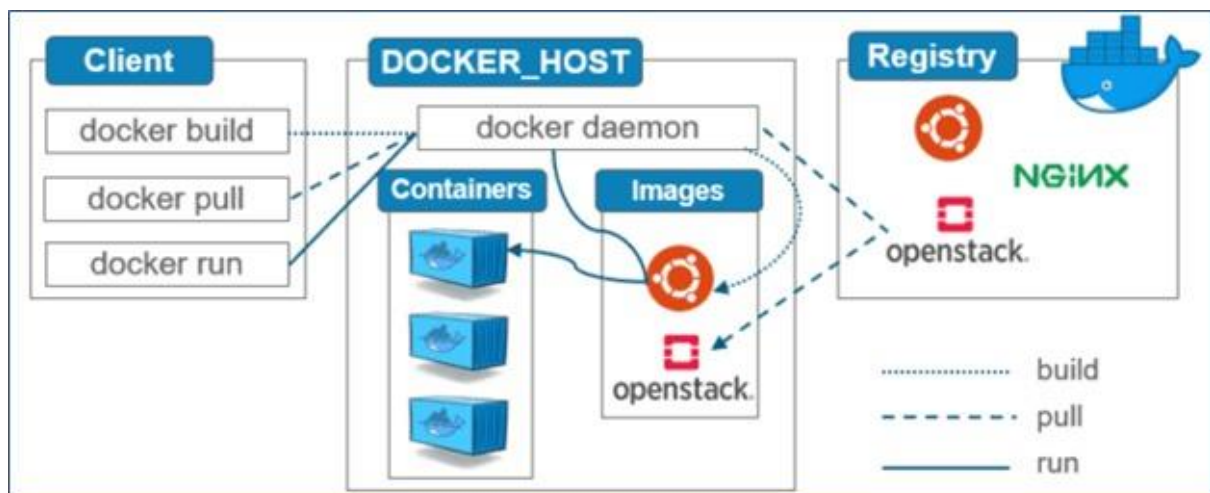 Client
docker build
docker pull
docker run
DOCKER_HOST
docker daemon
Containers
Images
openstack.
Registry
NGiNX
openstack.
build
pull
run